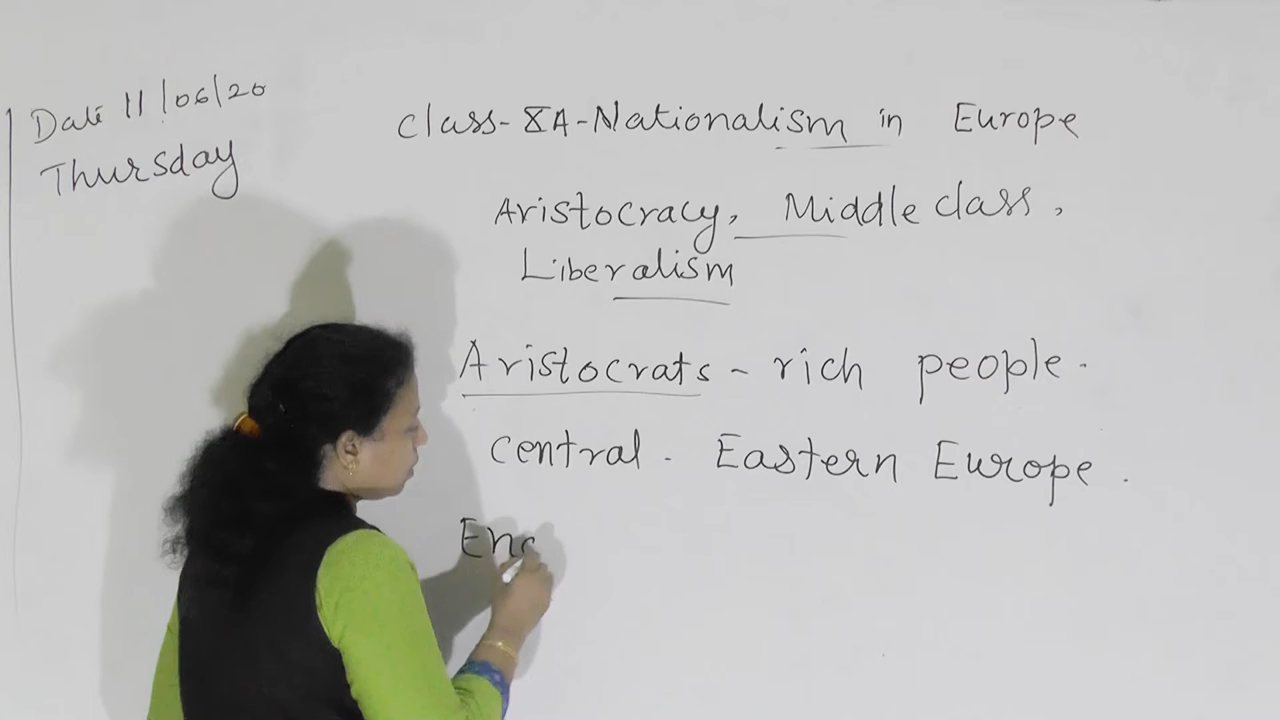 Date 11/06/20
Thursday
Class-XA-Nationalism in Europe
Aristocracy, Middle class,
Liberalism
Aristocrats - rich people.
central. Eastern Europe.